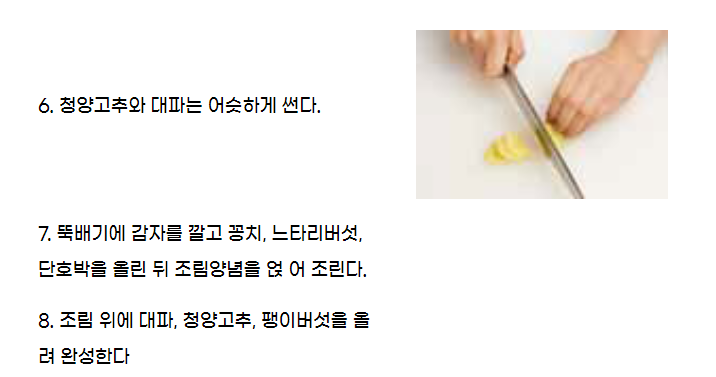 6. 청양고추와 대파는 어슷하게 썬다.
7. 뚝배기에 감자를 깔고 꽁치, 느타리버섯,
단호박을 올린 뒤 조림양념을 얹 어 조린다.
8. 조림 위에 대파, 청양고추, 팽이버섯을 올
려 완성한다